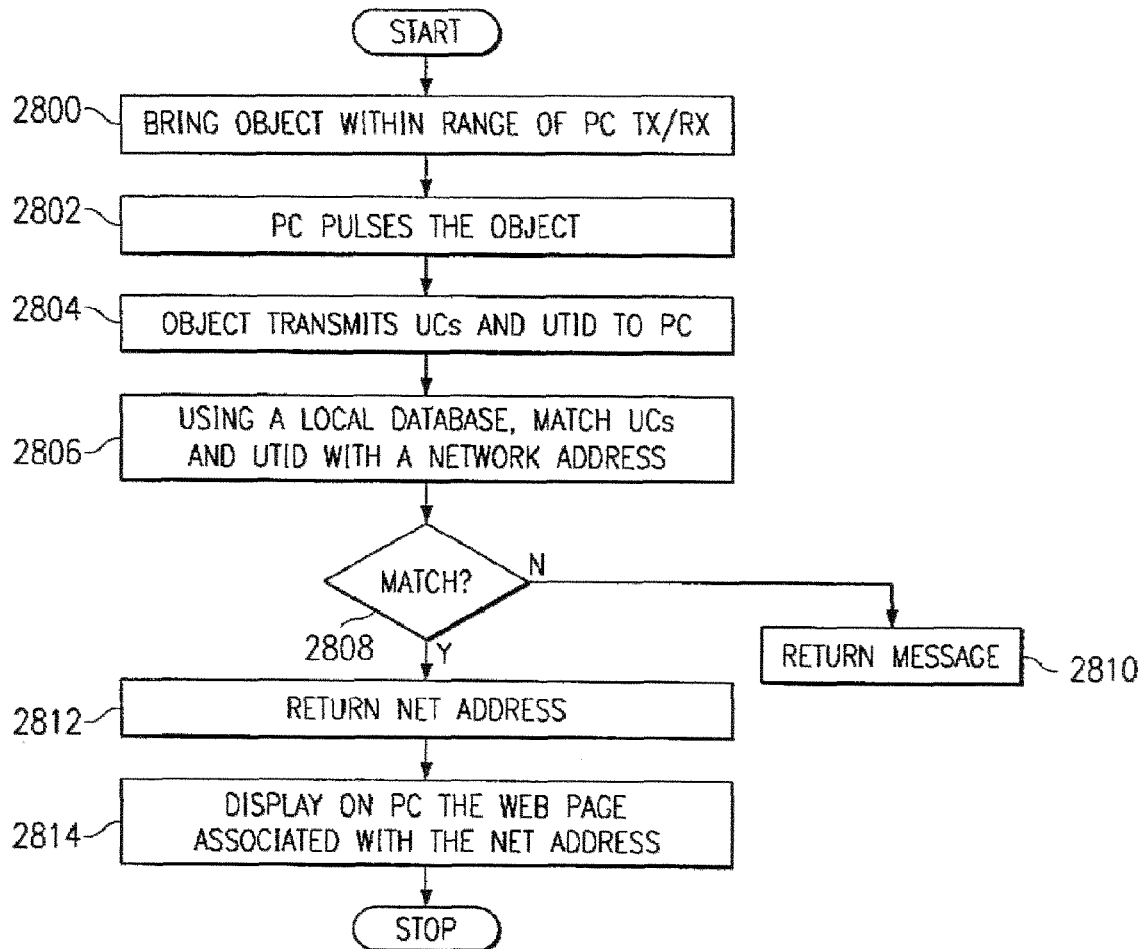 START
2800
BRING OBJECT WITHIN RANGE OF PC TX/RX
2802
PC PULSES THE OBJECT
2804
OBJECT TRANSMITS UCs AND UTID TO PC
2806
USING A LOCAL DATABASE, MATCH UCs
AND UTID WITH A NETWORK ADDRESS
MATCH?
N
2808
Y
RETURN MESSAGE
2810
2812
RETURN NET ADDRESS
2814
DISPLAY ON PC THE WEB PAGE
ASSOCIATED WITH THE NET ADDRESS
STOP